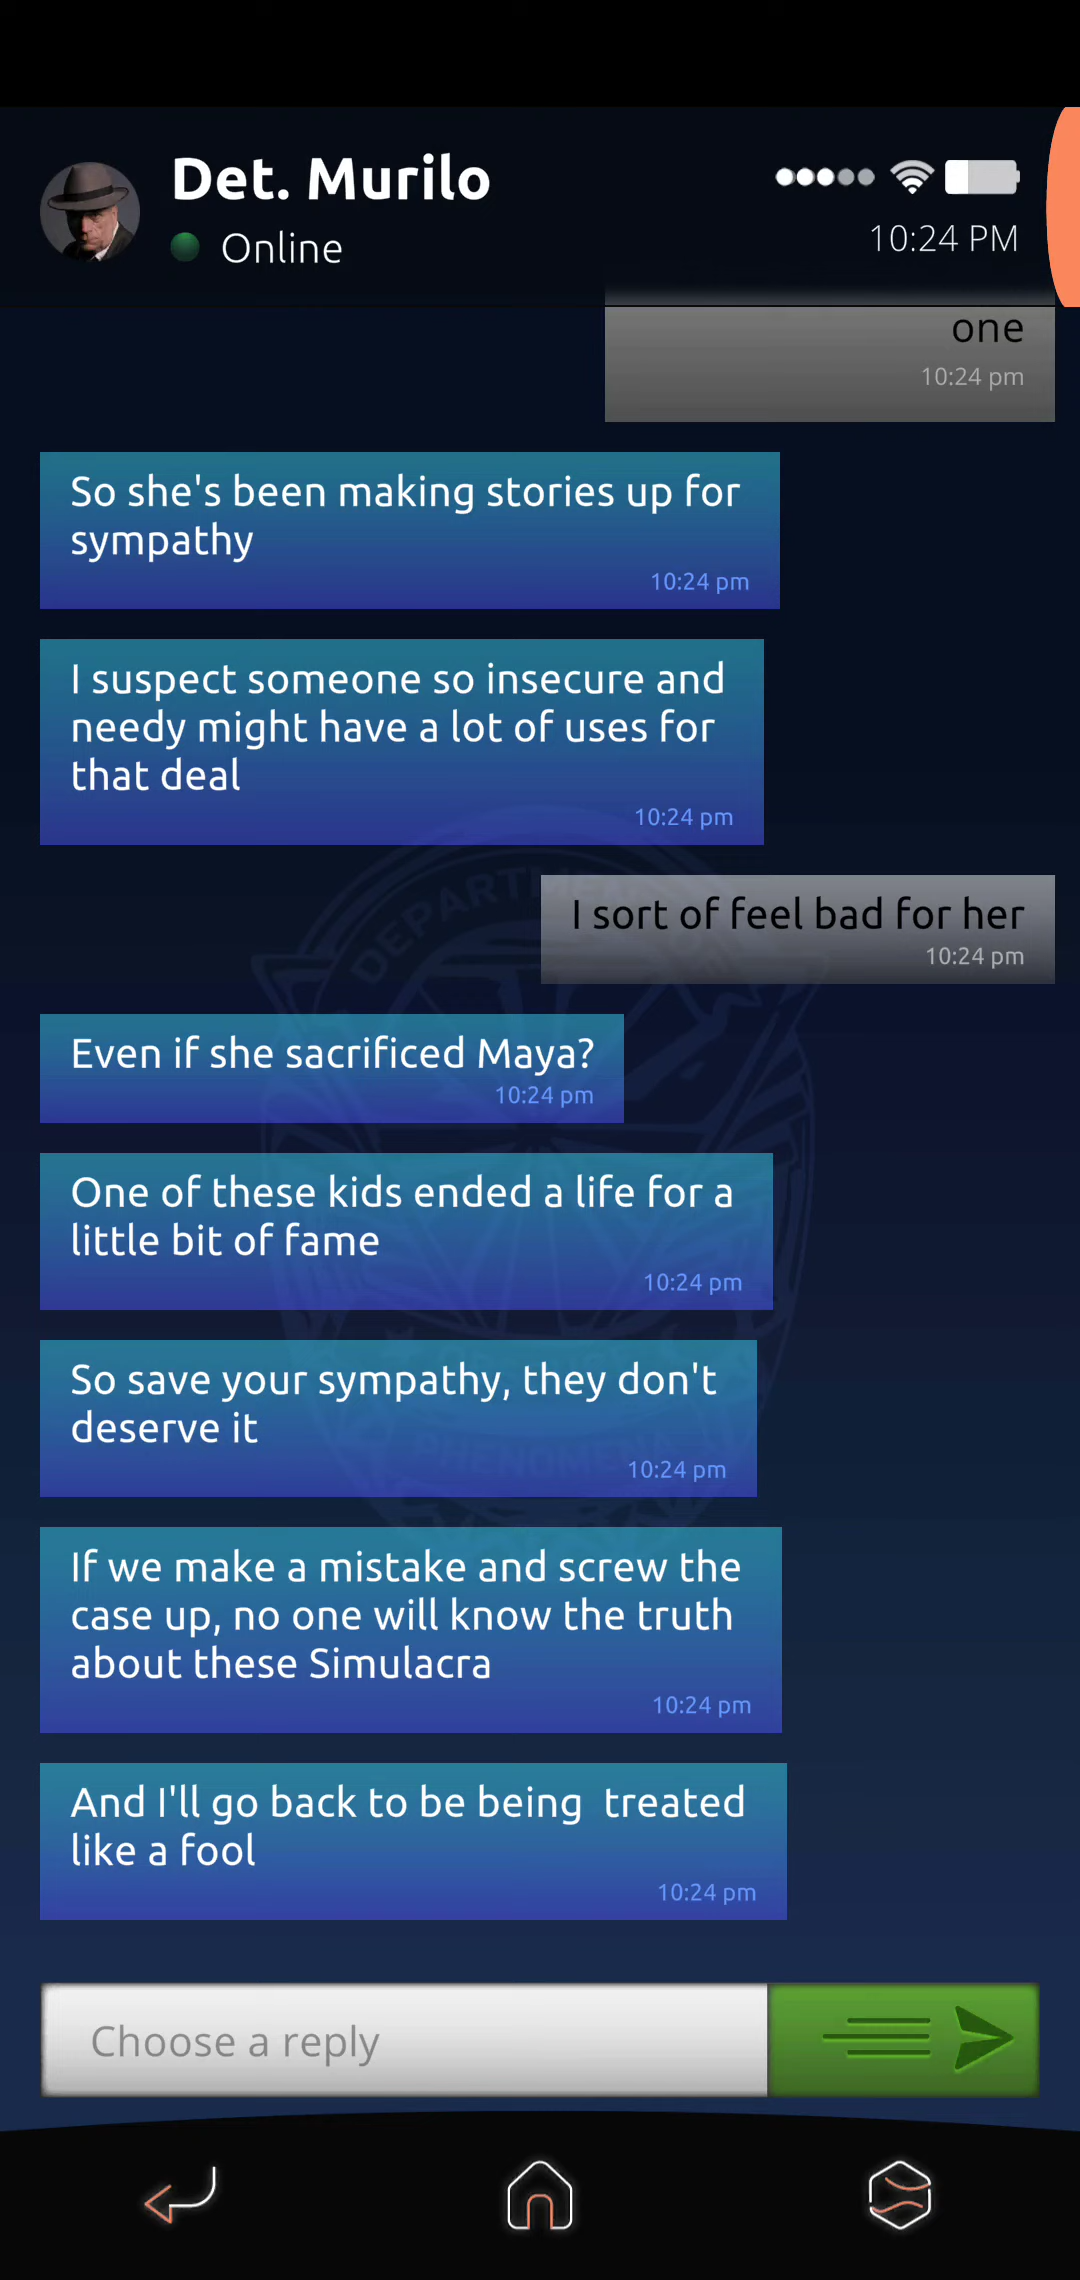 Det. Murilo
Online
10:24 PM
one
10:24 pm
So she's been making stories up for
sympathy
10:24 pm
I suspect someone so insecure and
needy might have a lot of uses for
that deal
10:24 pm
I sort of feel bad for her
10:24 pm
Even if she sacrificed Maya?
10:24 pm
One of these kids ended a life for a
little bit of fame
10:24 pm
So save your sympathy, they don't
deserve it
10:24 pm
If we make a mistake and screw the
case up, no one will know the truth
about these Simulacra
10:24 pm
And I'll go back to be being  treated
like a fool
10:24 pm
DEPARTMENT OF
PHENOMENA
Choose a reply